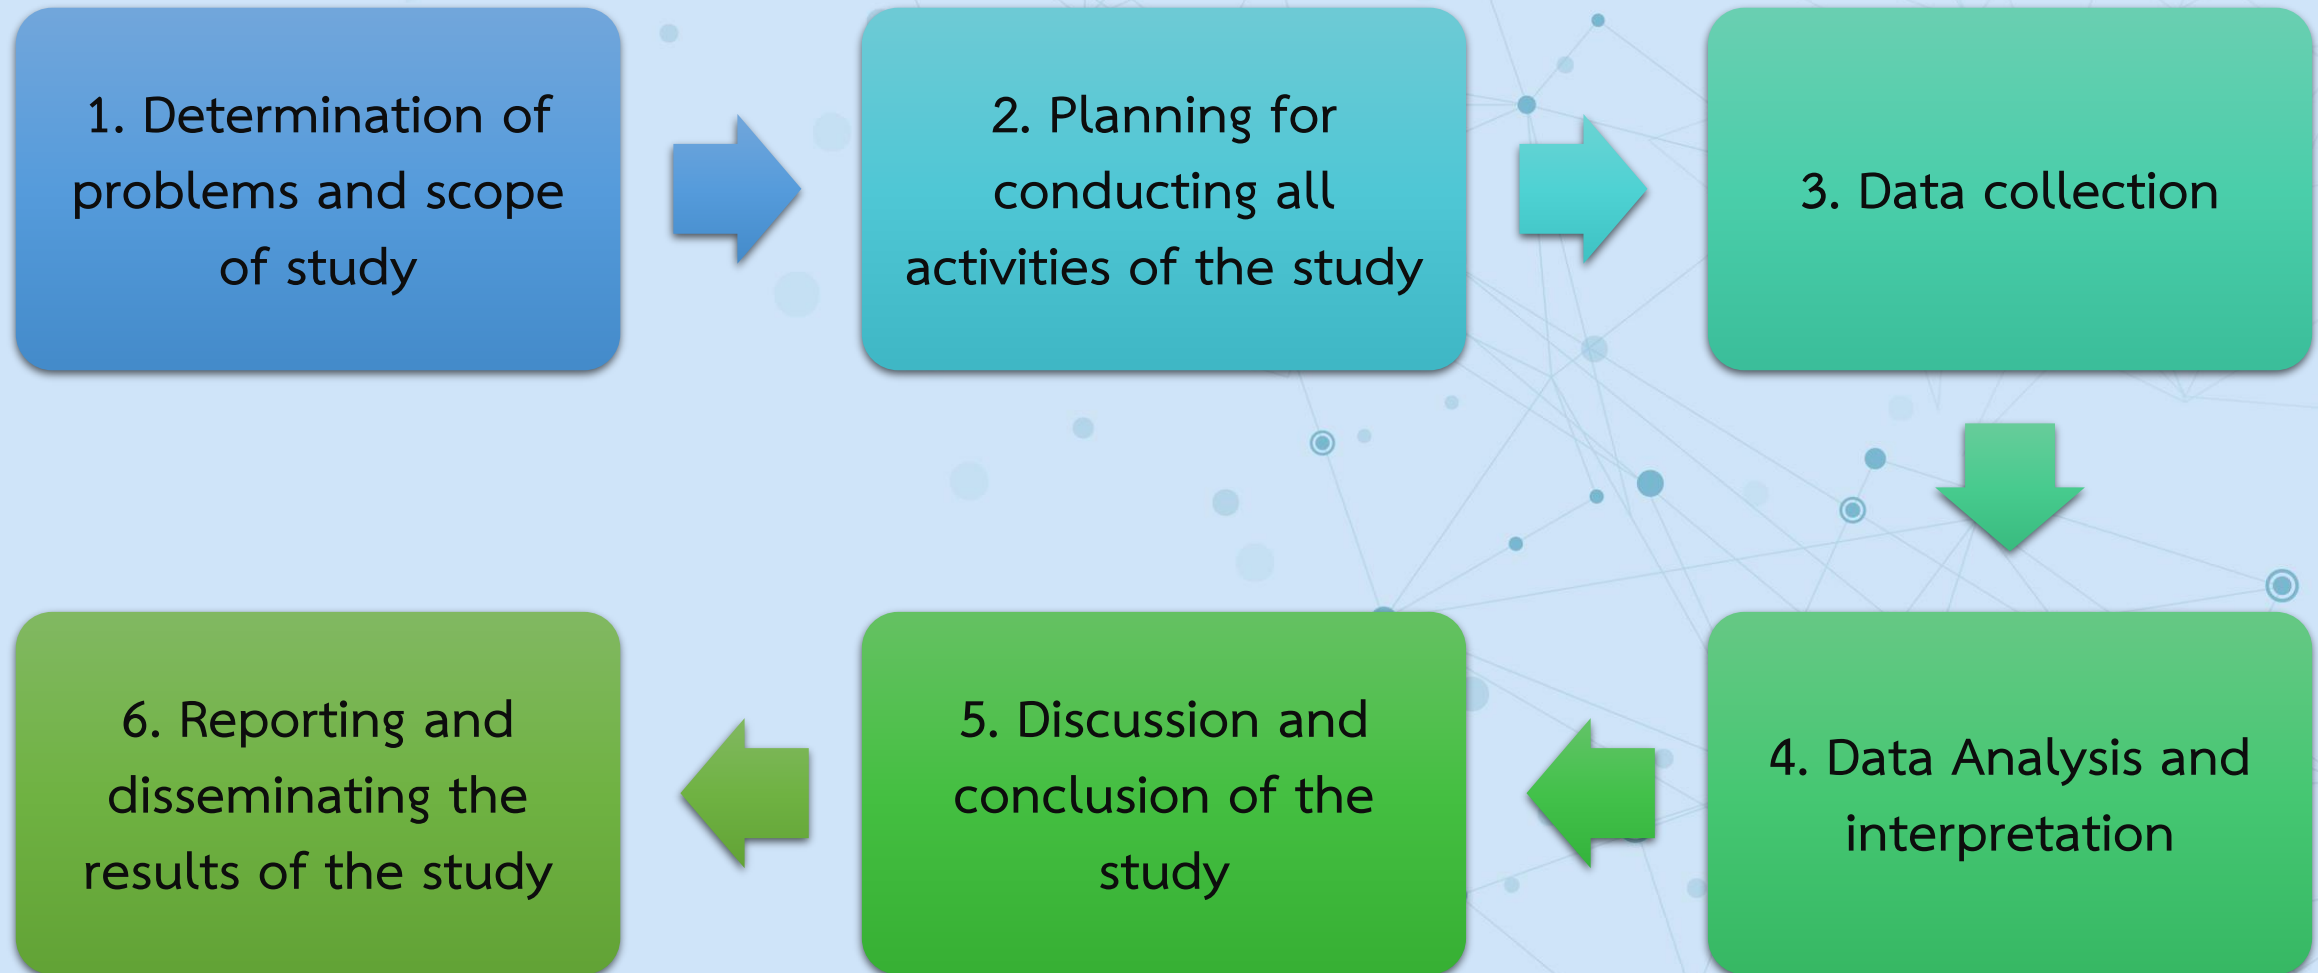 1. Determination of
problems and scope
of study
2. Planning for
conducting all
activities of the study
3. Data collection
4. Data Analysis and
interpretation
5. Discussion and
conclusion of the
study
6. Reporting and
disseminating the
results of the study